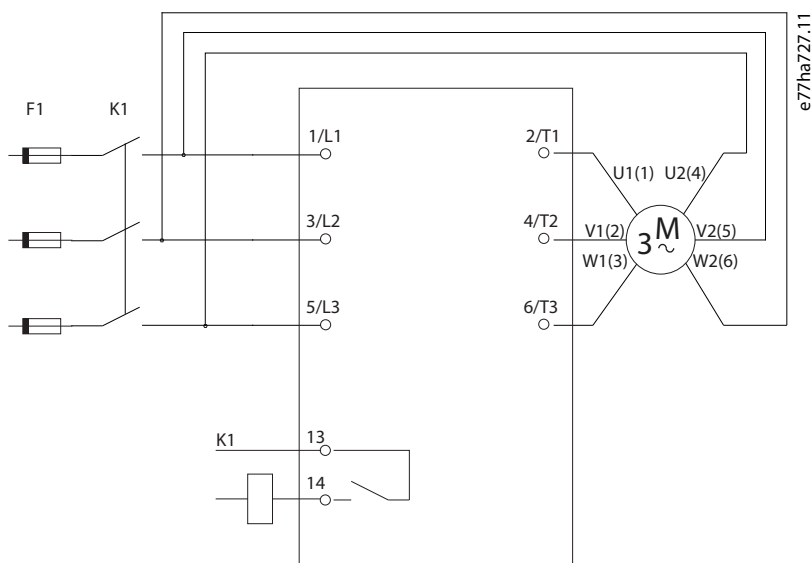 e77ha727.11
F1
K1
1/L1
2/T1
U1(1)
U2(4)
3/L2
4/T2
V1(2)
M
3~
V2(5)
W1(3)
W2(6)
5/L3
6/T3
K1
13
14